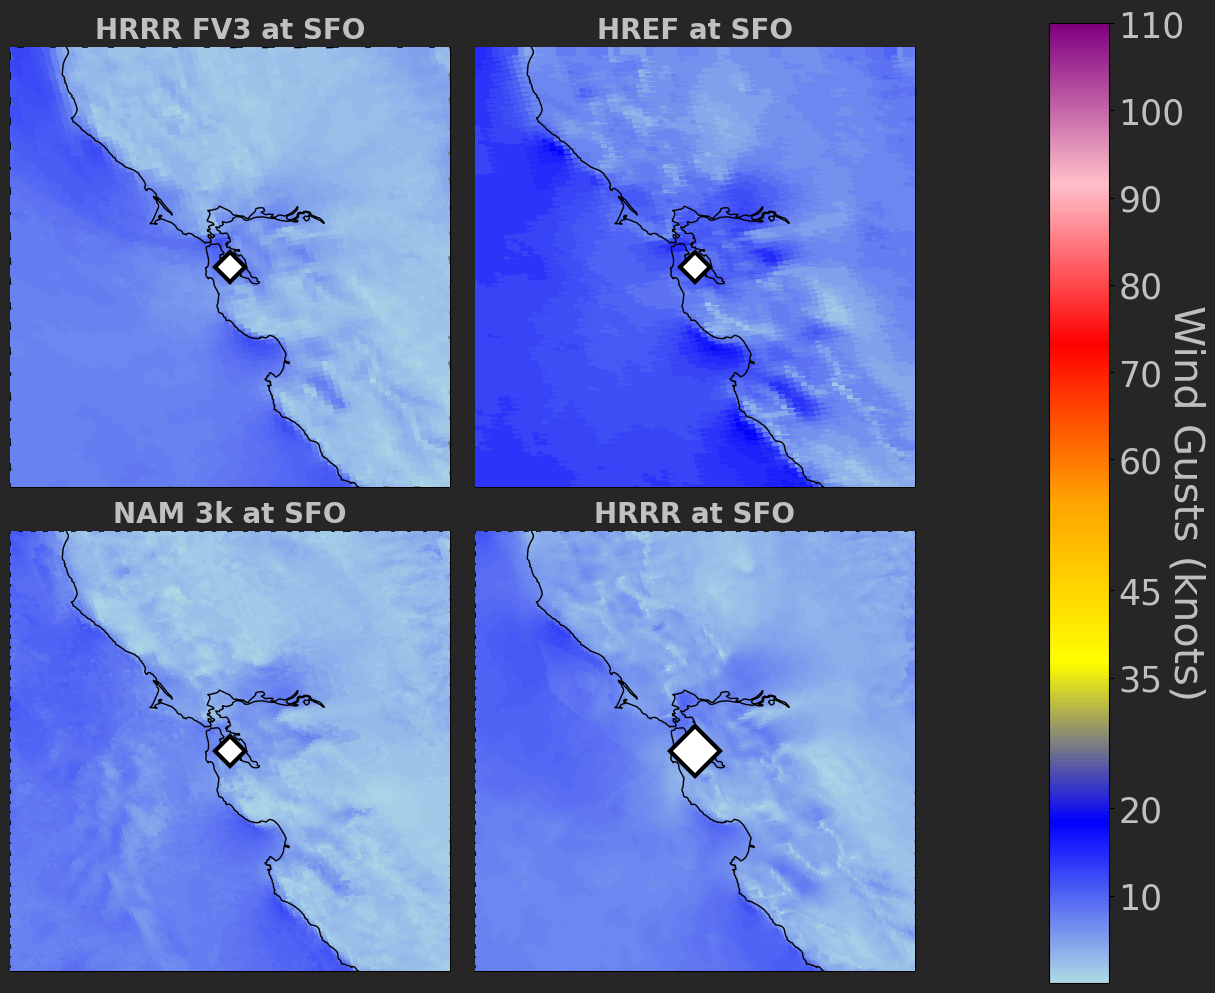 HRRR FV3 at SFO
HREF at SFO
NAM 3k at SFO
HRRR at SFO
110
100
90
80
70
60
45
35
20
10
Wind Gusts (knots)